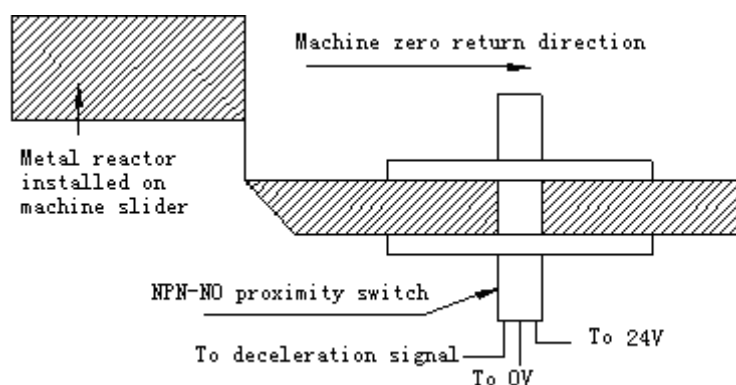 Machine zero return direction
Metal reactor
installed on
machine slider
NPN-NO proximity switch
To deceleration signal
To 24V
To 0V